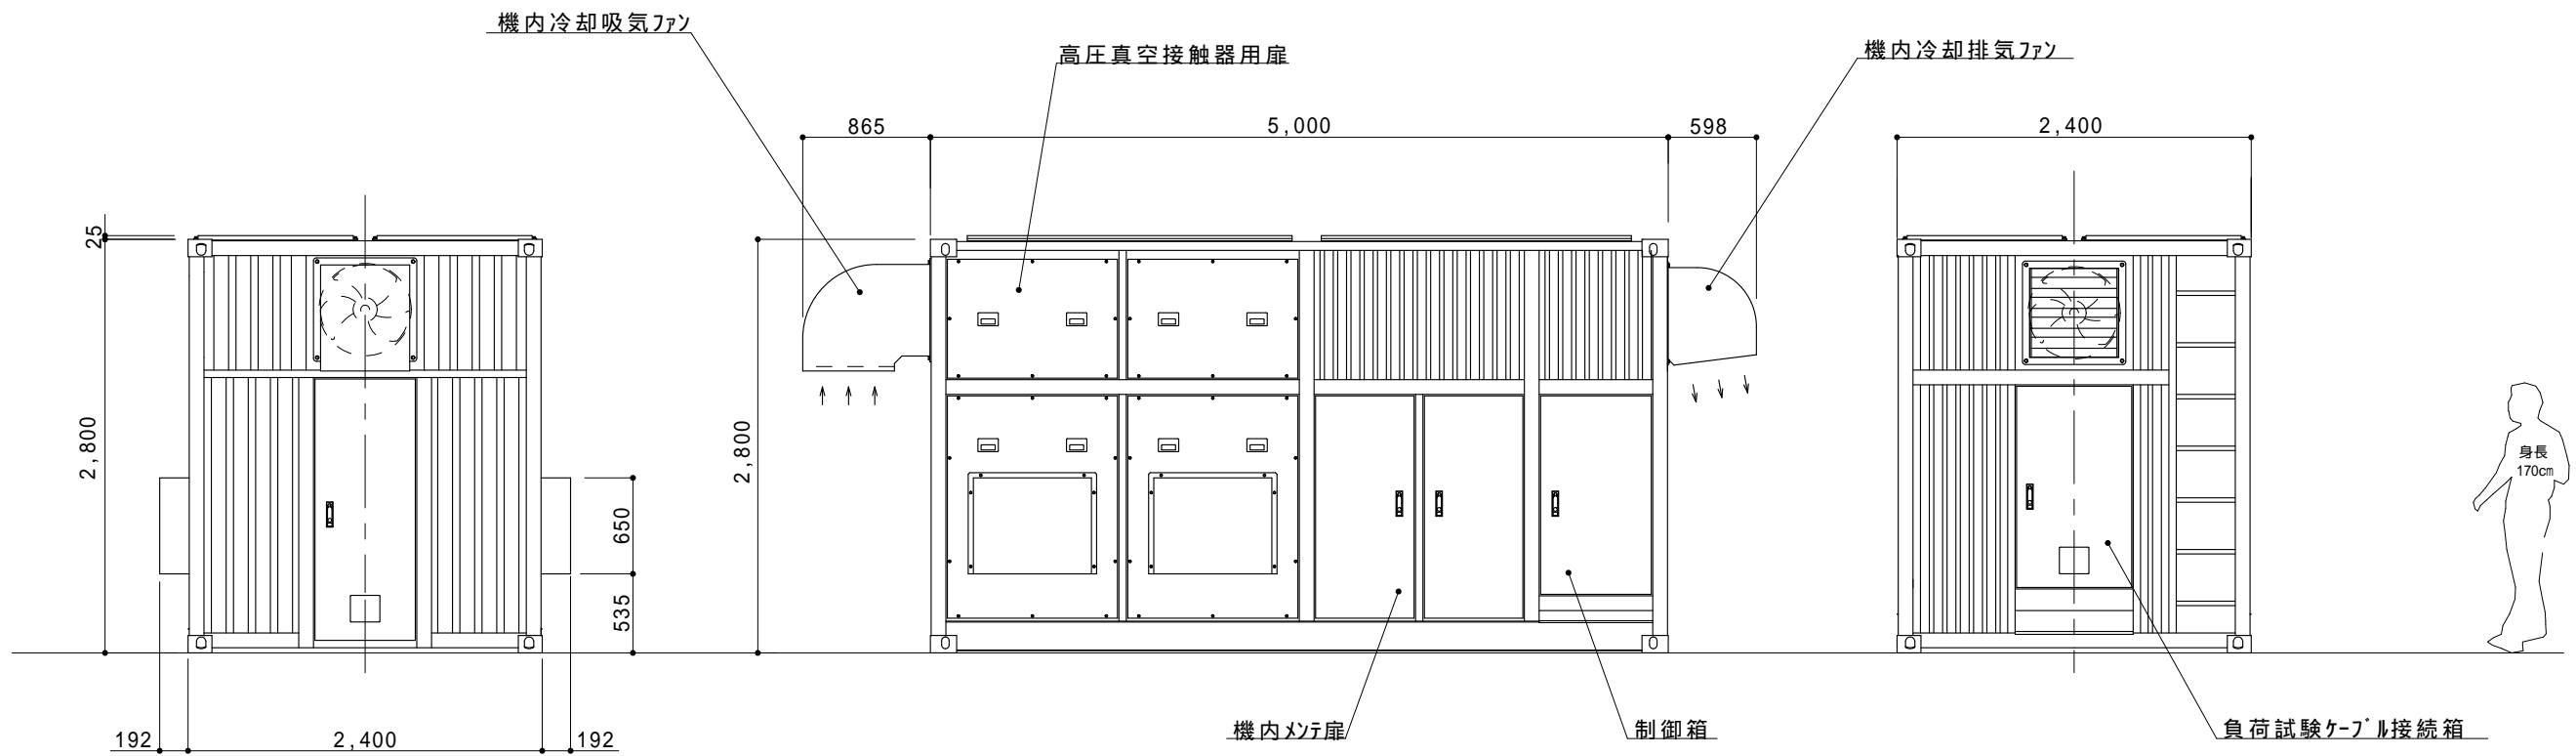 機内冷却吸気ﾌｧﾝ
高圧真空接触器用扉
機内冷却排気ﾌｧﾝ
865
5,000
598
2,400
25
2,800
2,800
650
535
身長
170cm
192
2,400
192
機内ﾒﾝﾃ扉
制御箱
負荷試験ｹｰﾌﾞﾙ接続箱